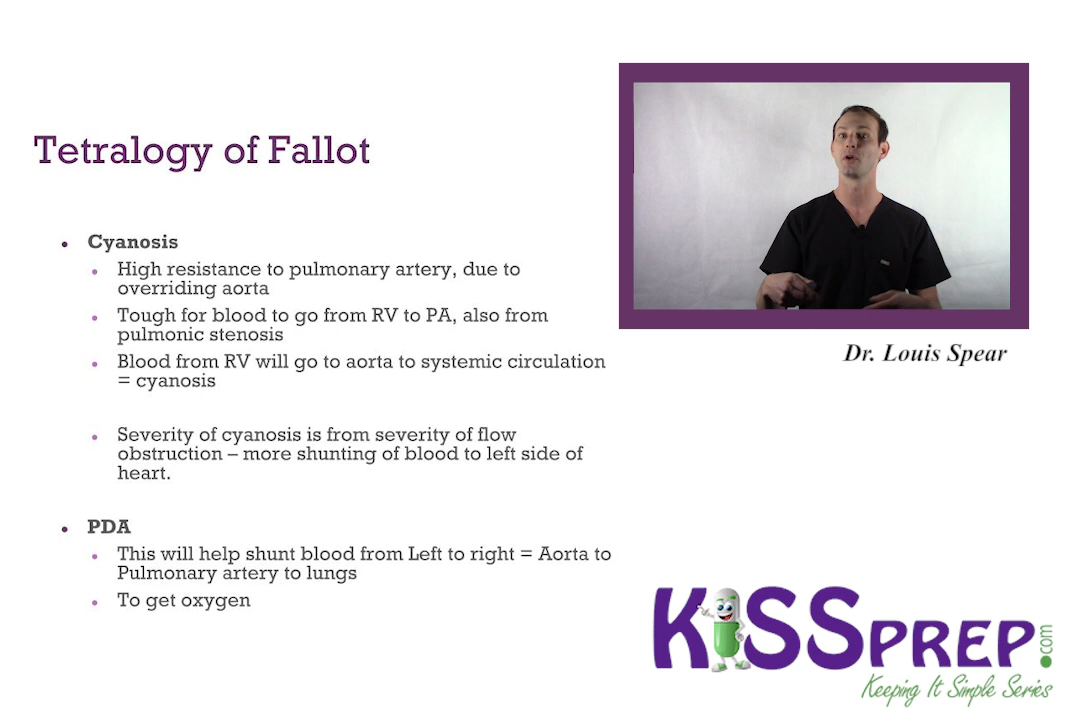 Tetralogy of Fallot
• Cyanosis
• High resistance to pulmonary artery, due to
overriding aorta
• Tough for blood to go from RV to PA, also from
pulmonic stenosis
• Blood from RV will go to aorta to systemic circulation
= cyanosis
• Severity of cyanosis is from severity of flow
obstruction – more shunting of blood to left side of
heart.
• PDA
• This will help shunt blood from Left to right = Aorta to
Pulmonary artery to lungs
• To get oxygen
Dr. Louis Spear
KISSPREP.com
Keeping It Simple Series